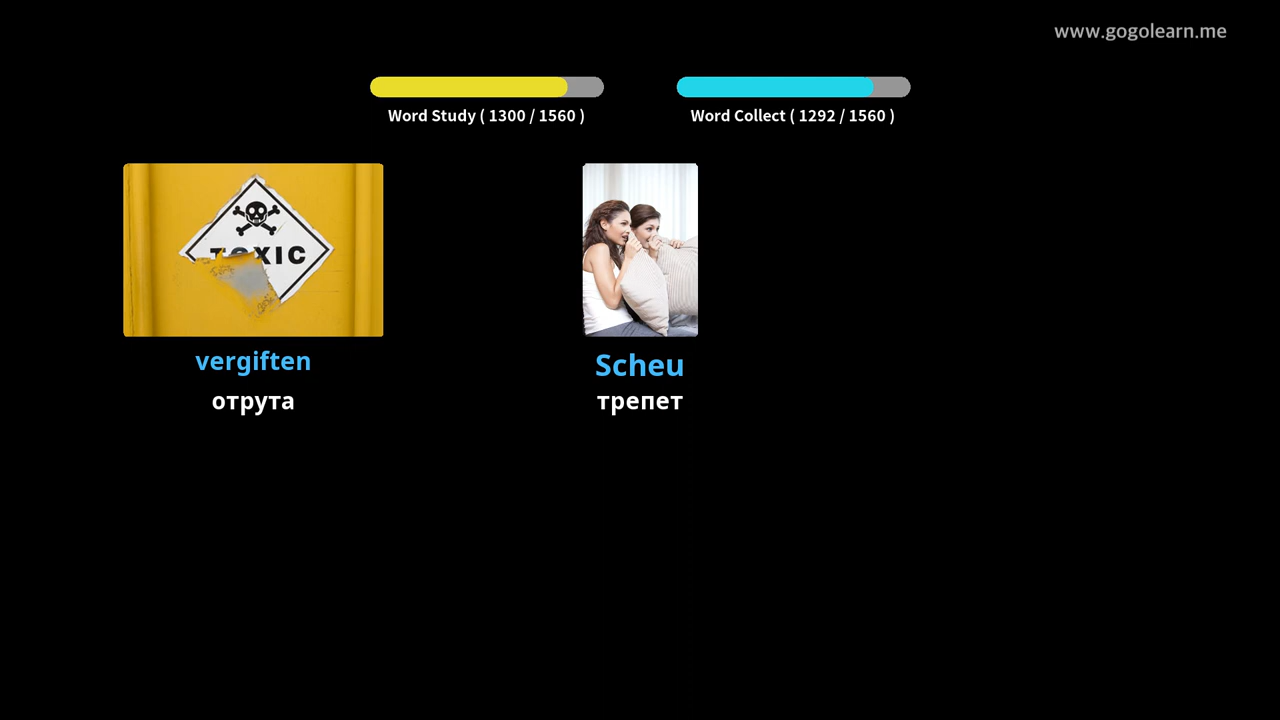 www.gogolearn.me
Word Study ( 1300 / 1560 )
Word Collect ( 1292 / 1560 )
TOXIC
vergiften
отрута
Scheu
трепет